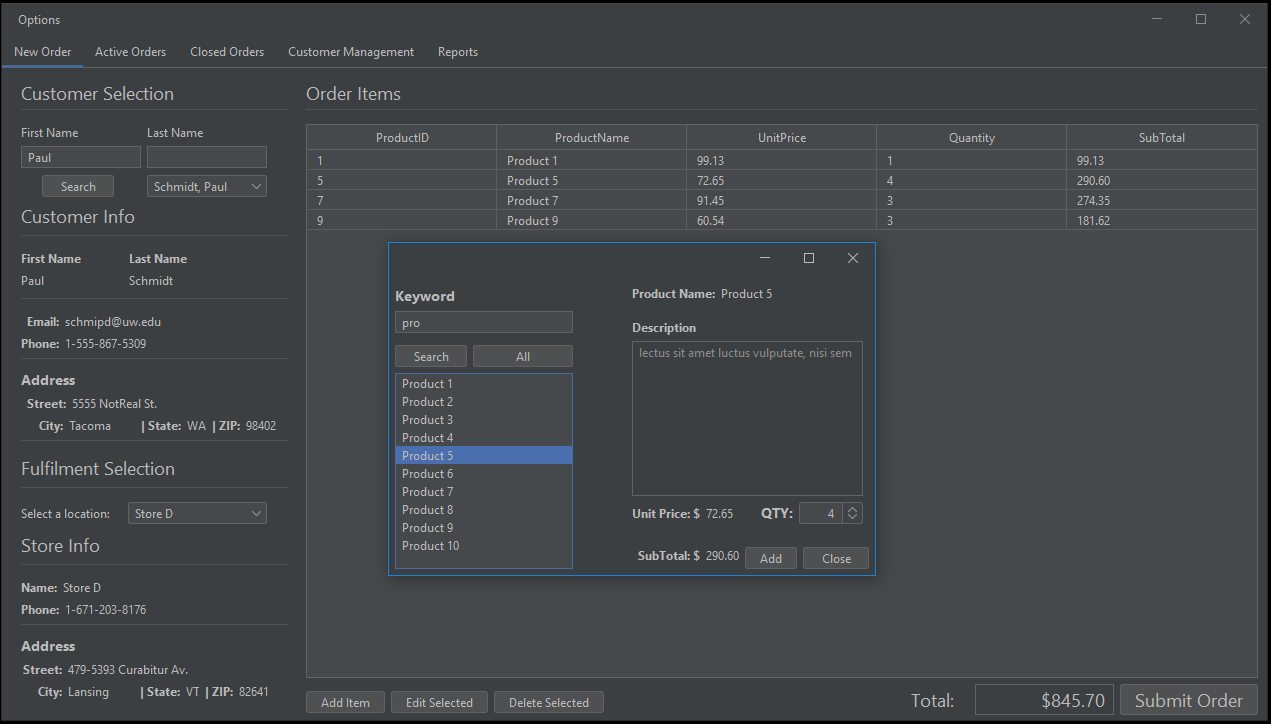 Options
New Order Active Orders Closed Orders Customer Management Reports
Customer Selection
First Name Last Name
Paul
Search Schmidt, Paul
Customer Info
First Name Last Name
Paul Schmidt
Email: schmipd@uw.edu
Phone: 1-555-867-5309
Address
Street: 5555 NotReal St.
City: Tacoma | State: WA | ZIP: 98402
Fulfilment Selection
Select a location: Store D
Store Info
Name: Store D
Phone: 1-671-203-8176
Address
Street: 479-5393 Curabitur Av.
City: Lansing | State: VT | ZIP: 82641
Order Items
ProductID ProductName UnitPrice Quantity SubTotal
1 Product 1 99.13 1 99.13
5 Product 5 72.65 4 290.60
7 Product 7 91.45 3 274.35
9 Product 9 60.54 3 181.62
Keyword
pro
Search All
Product 1
Product 2
Product 3
Product 4
Product 5
Product 6
Product 7
Product 8
Product 9
Product 10
Product Name: Product 5
Description
lectus sit amet luctus vulputate, nisi sem
Unit Price: $ 72.65 QTY: 4
SubTotal: $ 290.60 Add Close
Add Item Edit Selected Delete Selected Total: $845.70 Submit Order